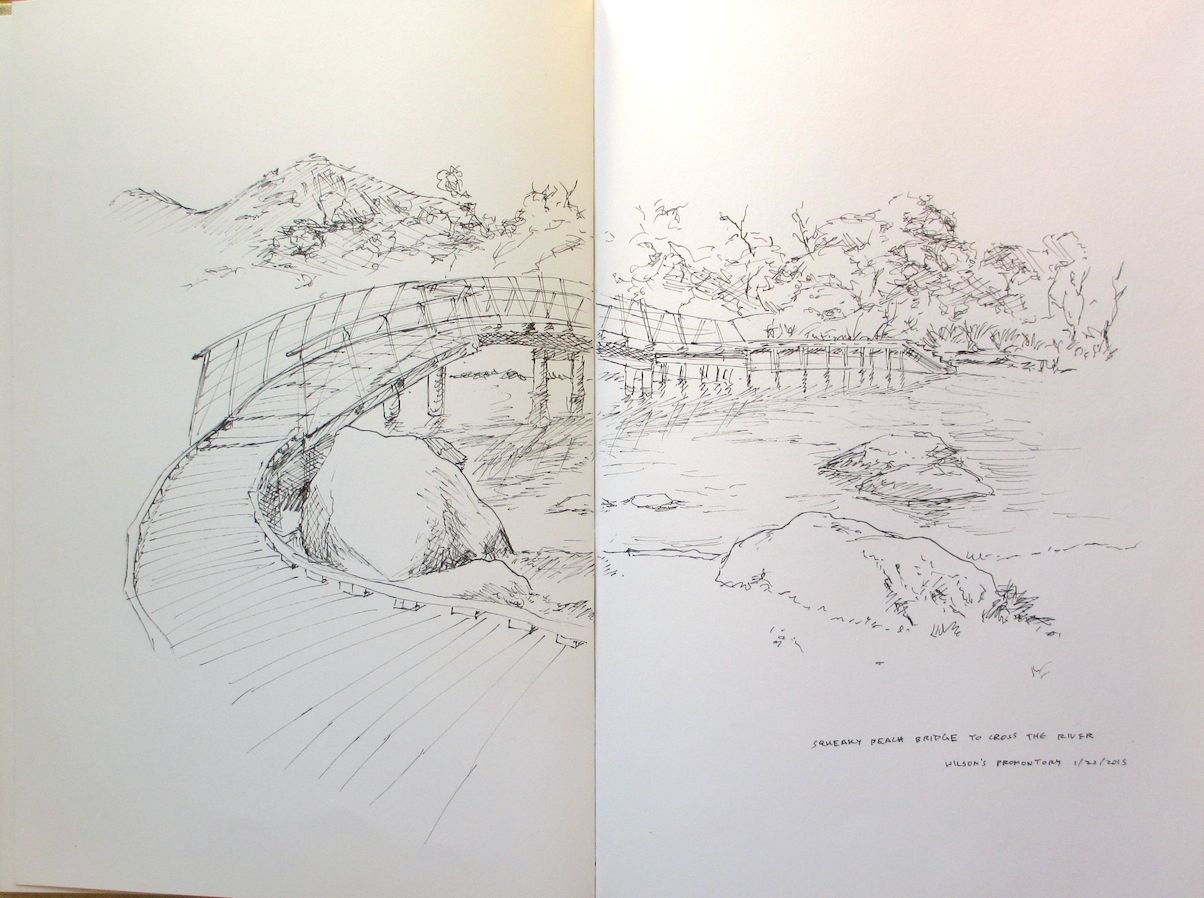 SQUEAKY BEACH BRIDGE TO CROSS THE RIVER
WILSON'S PROMONTORY 1/22/2015